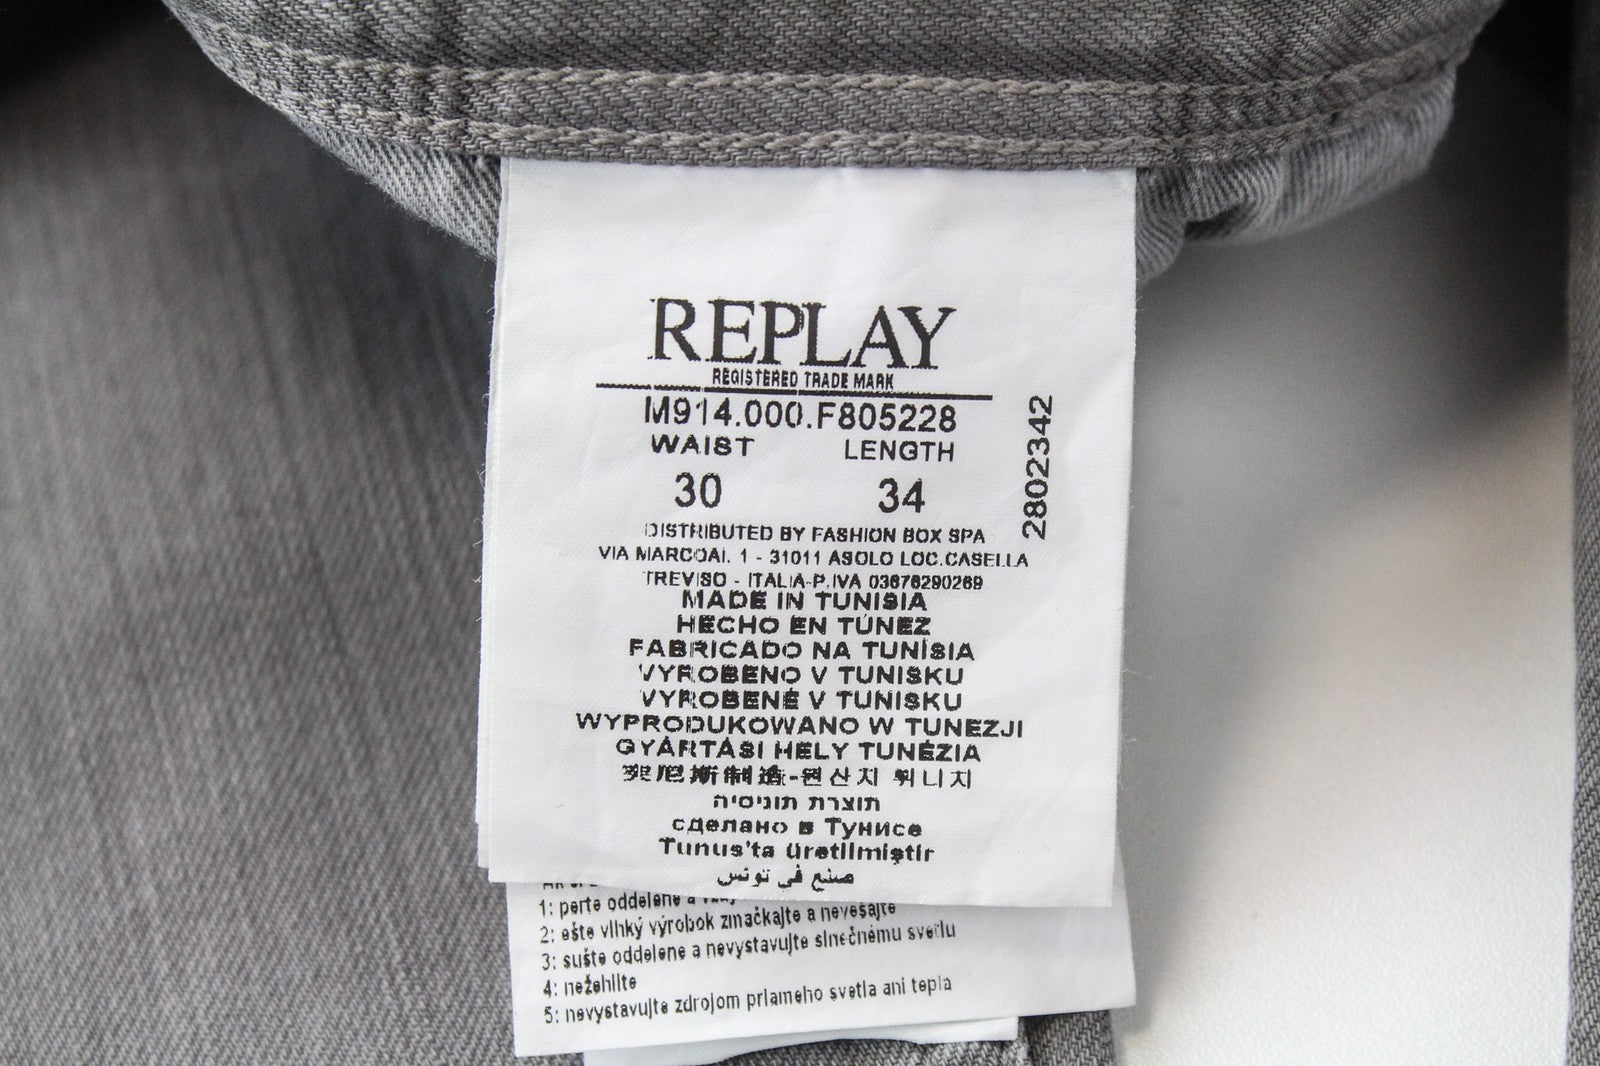 REPLAY
REGISTERED TRADE MARK
M914.000.F805228
WAIST LENGTH
30 34
2802342
DISTRIBUTED BY FASHION BOX SPA
VIA MARCOAI, 1 - 31011 ASOLO LOC.CASELLA
TREVISO - ITALIA-P.IVA 03676290269
MADE IN TUNISIA
HECHO EN TÚNEZ
FABRICADO NA TUNÍSIA
VYROBENO V TUNISKU
VYROBENÉ V TUNISKU
WYPRODUKOWANO W TUNEZJI
GYÁRTÁSI HELY TUNÉZIA
突尼斯制造-원산지 튀니지
תוצרת תוניסיה
сделано в Тунисе
Tunus'ta üretilmiştir
صنع في تونس
1: perte oddelene a
2: ešte vlhký výrobok zmačkajte a nevešajte
3: sušte oddelene a nevystavujte slnečnému svetlu
4: nežehlite
5: nevystavujte zdrojom priameho svetla ani tepla